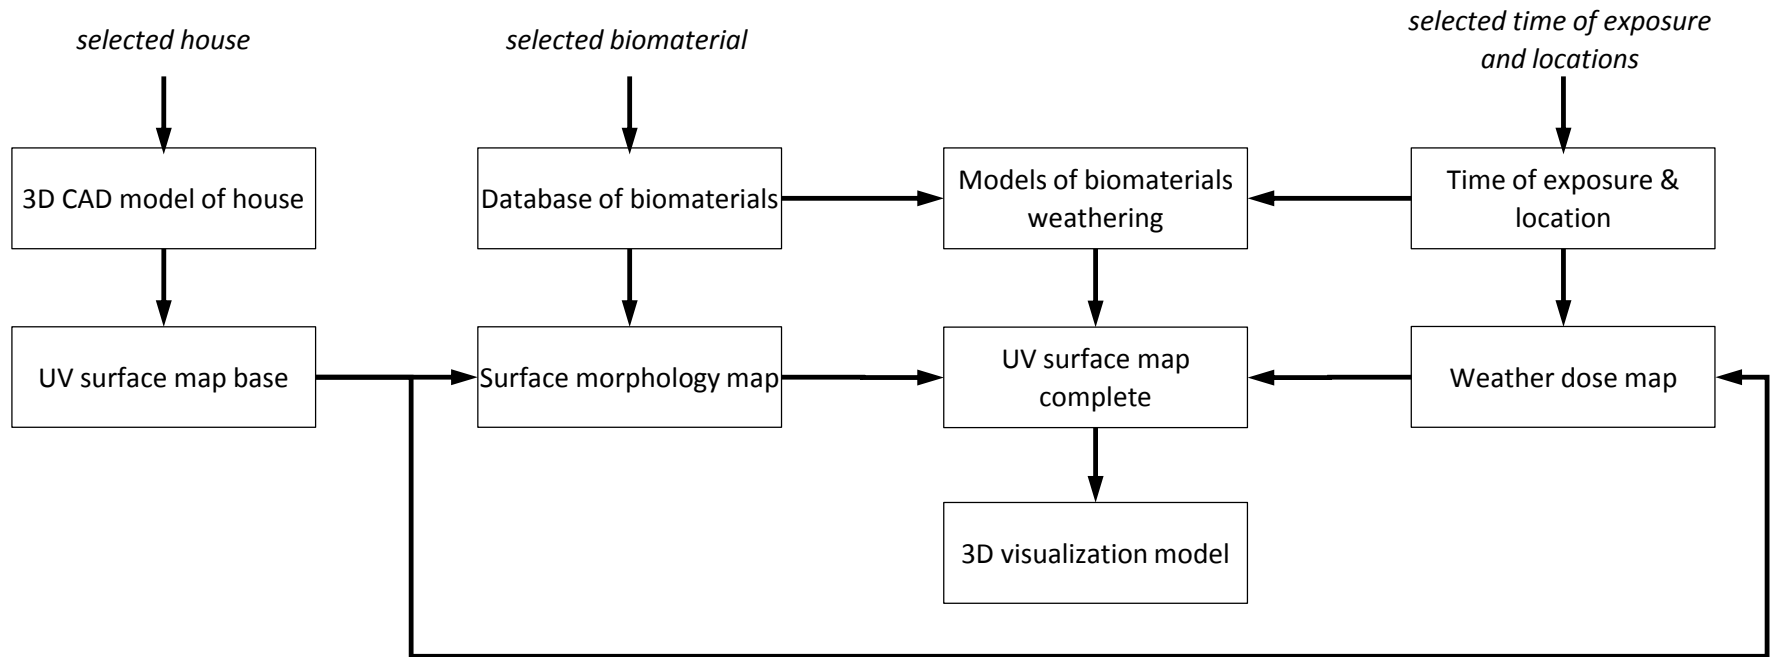 selected house
selected biomaterial
selected time of exposure
and locations
3D CAD model of house
Database of biomaterials
Models of biomaterials
weathering
Time of exposure &
location
UV surface map base
Surface morphology map
UV surface map
complete
Weather dose map
3D visualization model